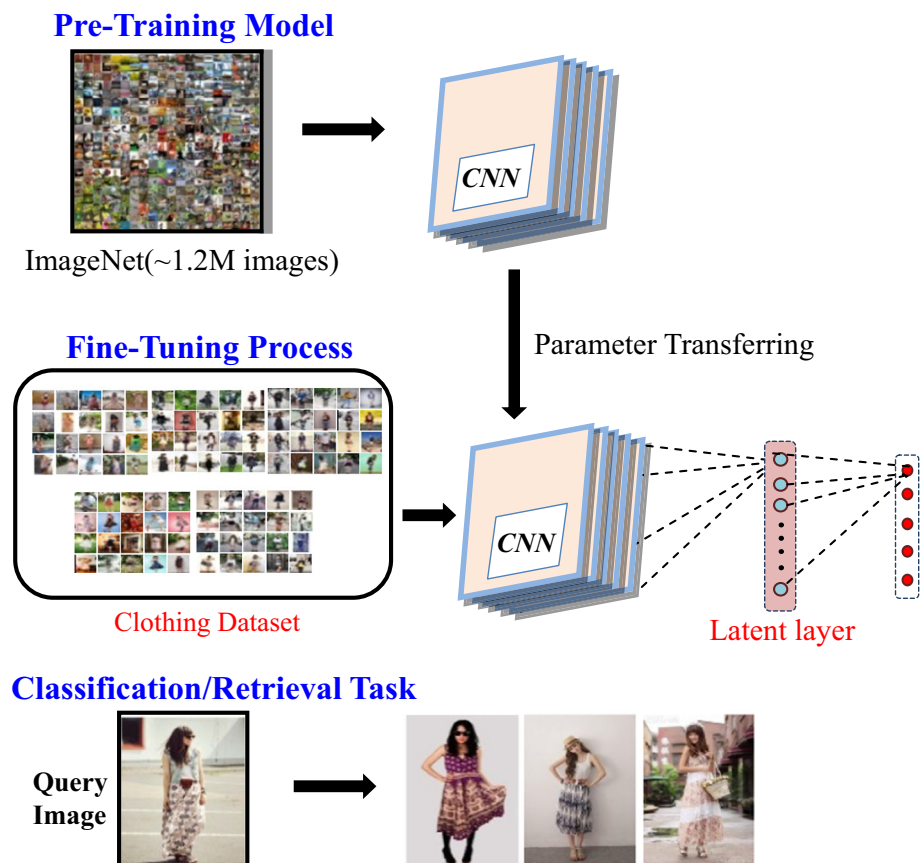 Pre-Training Model
CNN
ImageNet(~1.2M images)
Fine-Tuning Process
Parameter Transferring
CNN
Clothing Dataset
Latent layer
Classification/Retrieval Task
Query
Image